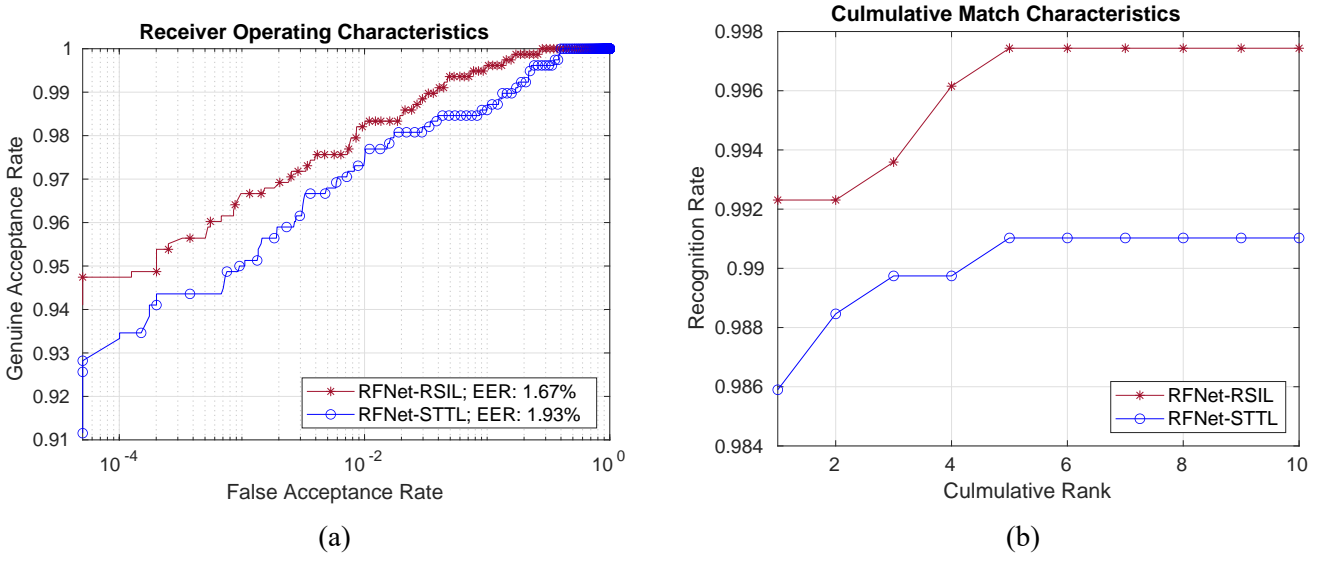 Receiver Operating Characteristics
1
0.99
0.98
0.97
0.96
0.95
0.94
0.93
0.92
0.91
Genuine Acceptance Rate
RFNet-RSIL; EER: 1.67%
RFNet-STTL; EER: 1.93%
10^-4
10^-2
10^0
False Acceptance Rate
(a)
Culmulative Match Characteristics
0.998
0.996
0.994
0.992
0.99
0.988
0.986
0.984
Recognition Rate
RFNet-RSIL
RFNet-STTL
2
4
6
8
10
Culmulative Rank
(b)